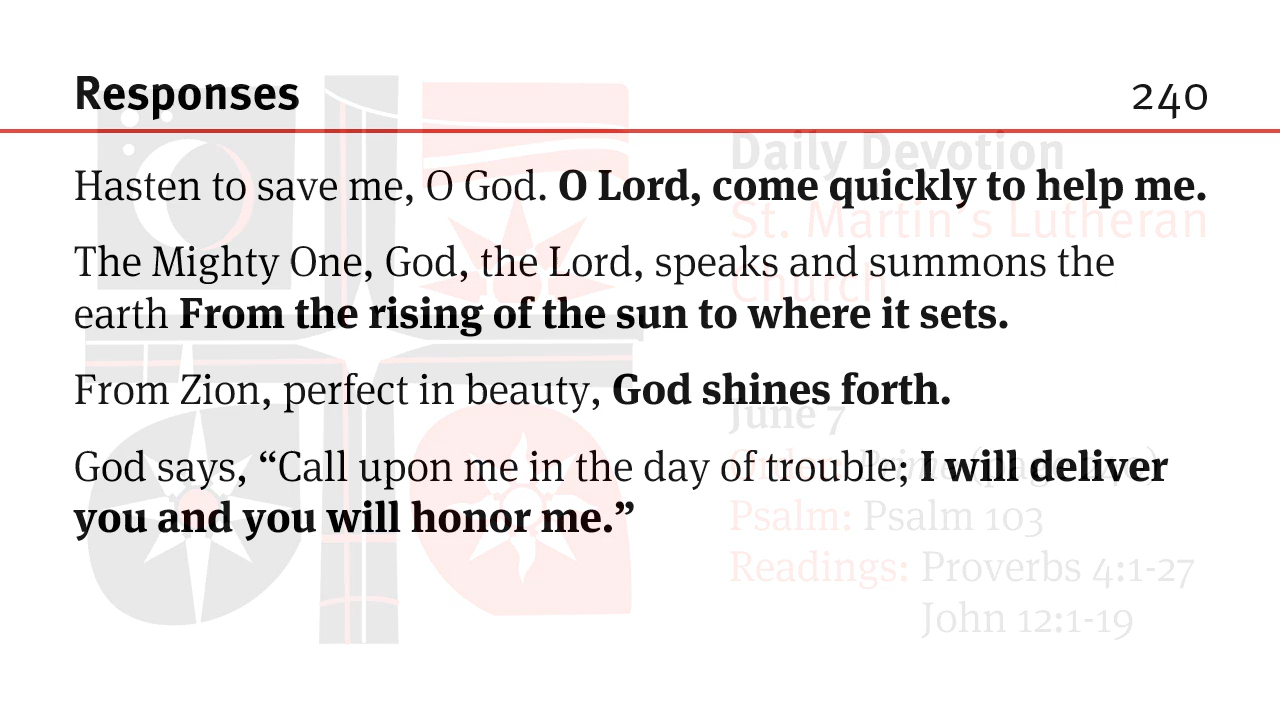 Responses 240
Hasten to save me, O God. O Lord, come quickly to help me.
The Mighty One, God, the Lord, speaks and summons the
earth From the rising of the sun to where it sets.
From Zion, perfect in beauty, God shines forth.
God says, “Call upon me in the day of trouble; I will deliver
you and you will honor me.”
Daily Devotion
St. Martin's Lutheran
Church
June 7
Psalm: Psalm 103
Readings: Proverbs 4:1-27
John 12:1-19